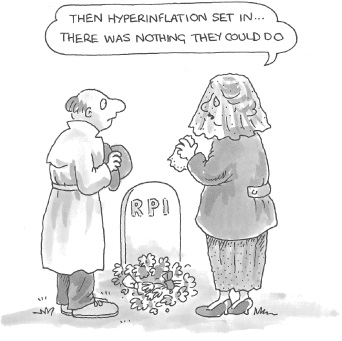 THEN HYPERINFLATION SET IN...
THERE WAS NOTHING THEY COULD DO
RPI